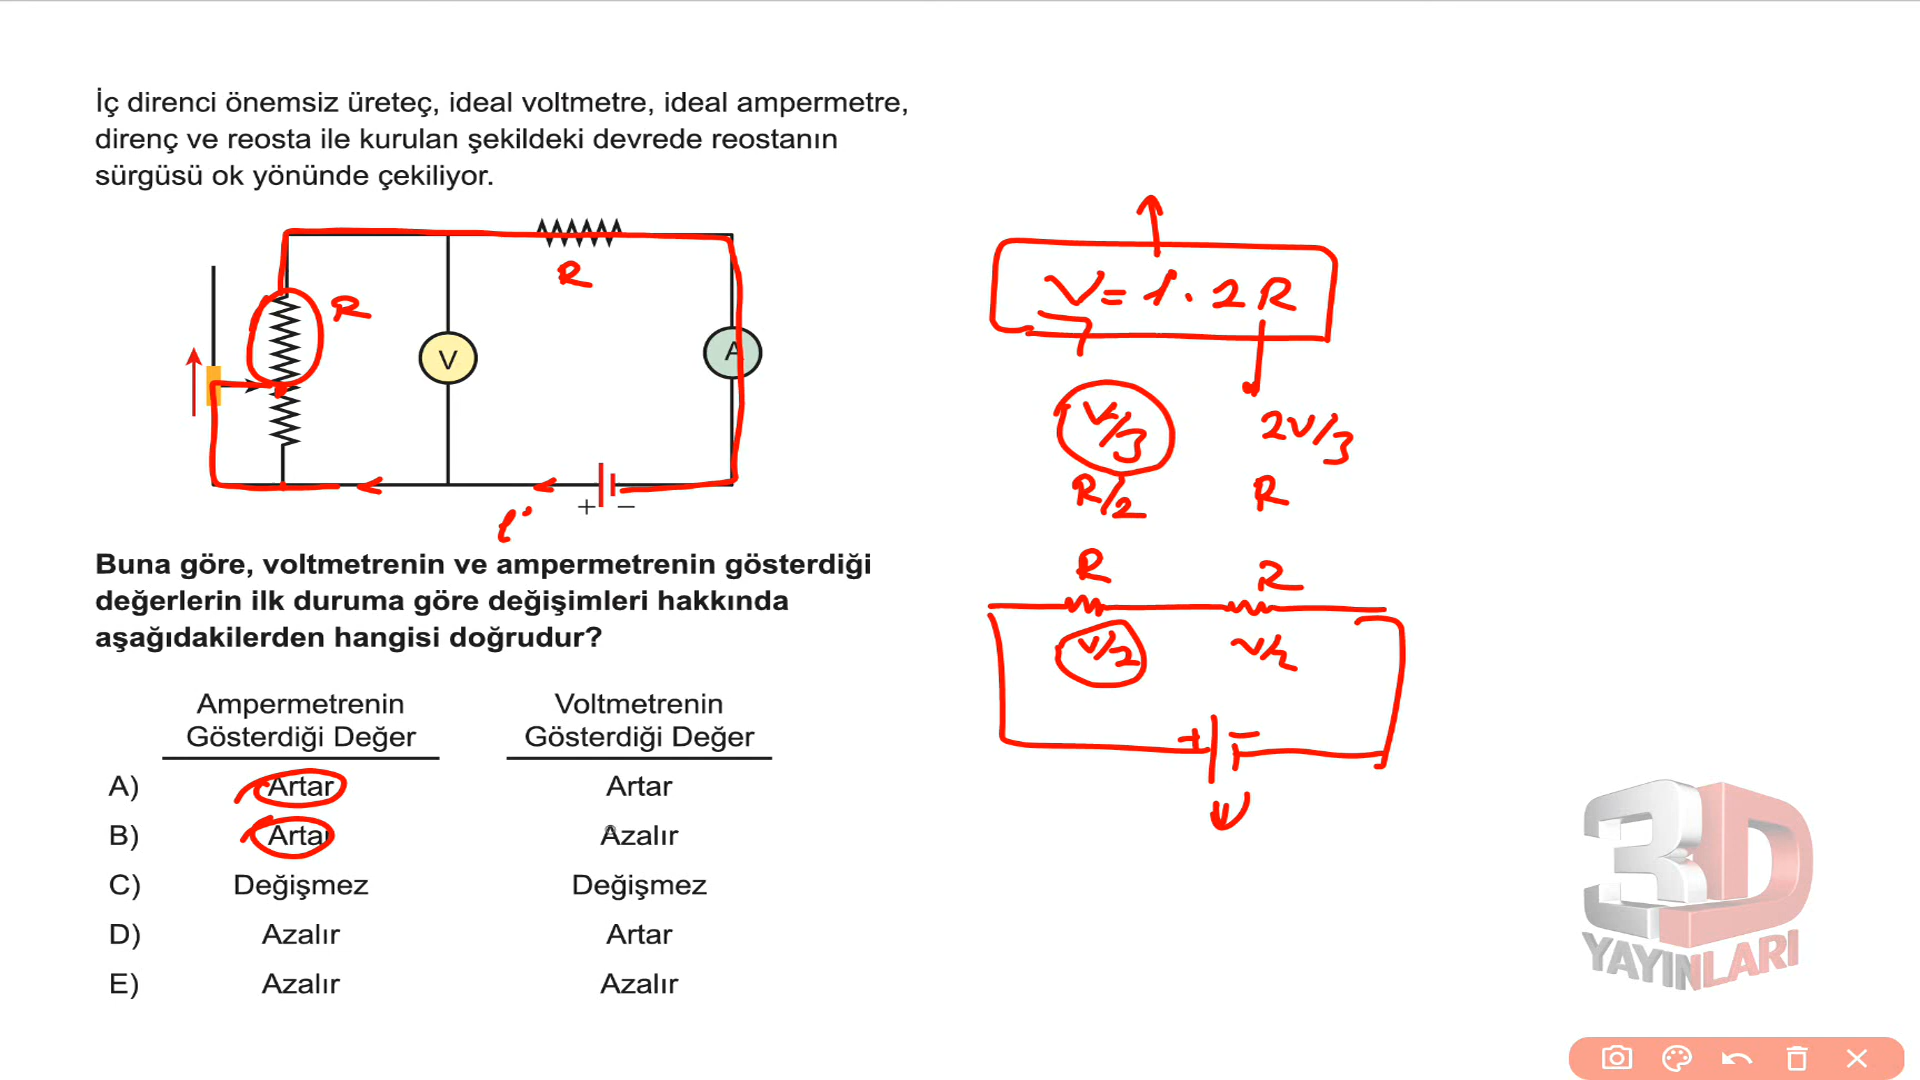 İç direnci önemsiz üreteç, ideal voltmetre, ideal ampermetre,
direnç ve reosta ile kurulan şekildeki devrede reostanın
sürgüsü ok yönünde çekiliyor.
R
R
V
A
+ −
i
V = i . 2R
V/3 2V/3
R/2 R
R R
V/2 V/2
+ −
V
Buna göre, voltmetrenin ve ampermetrenin gösterdiği
değerlerin ilk duruma göre değişimleri hakkında
aşağıdakilerden hangisi doğrudur?
Ampermetrenin Voltmetrenin
Gösterdiği Değer Gösterdiği Değer
A) Artar Artar
B) Artar Azalır
C) Değişmez Değişmez
D) Azalır Artar
E) Azalır Azalır
3D
YAYINLARI